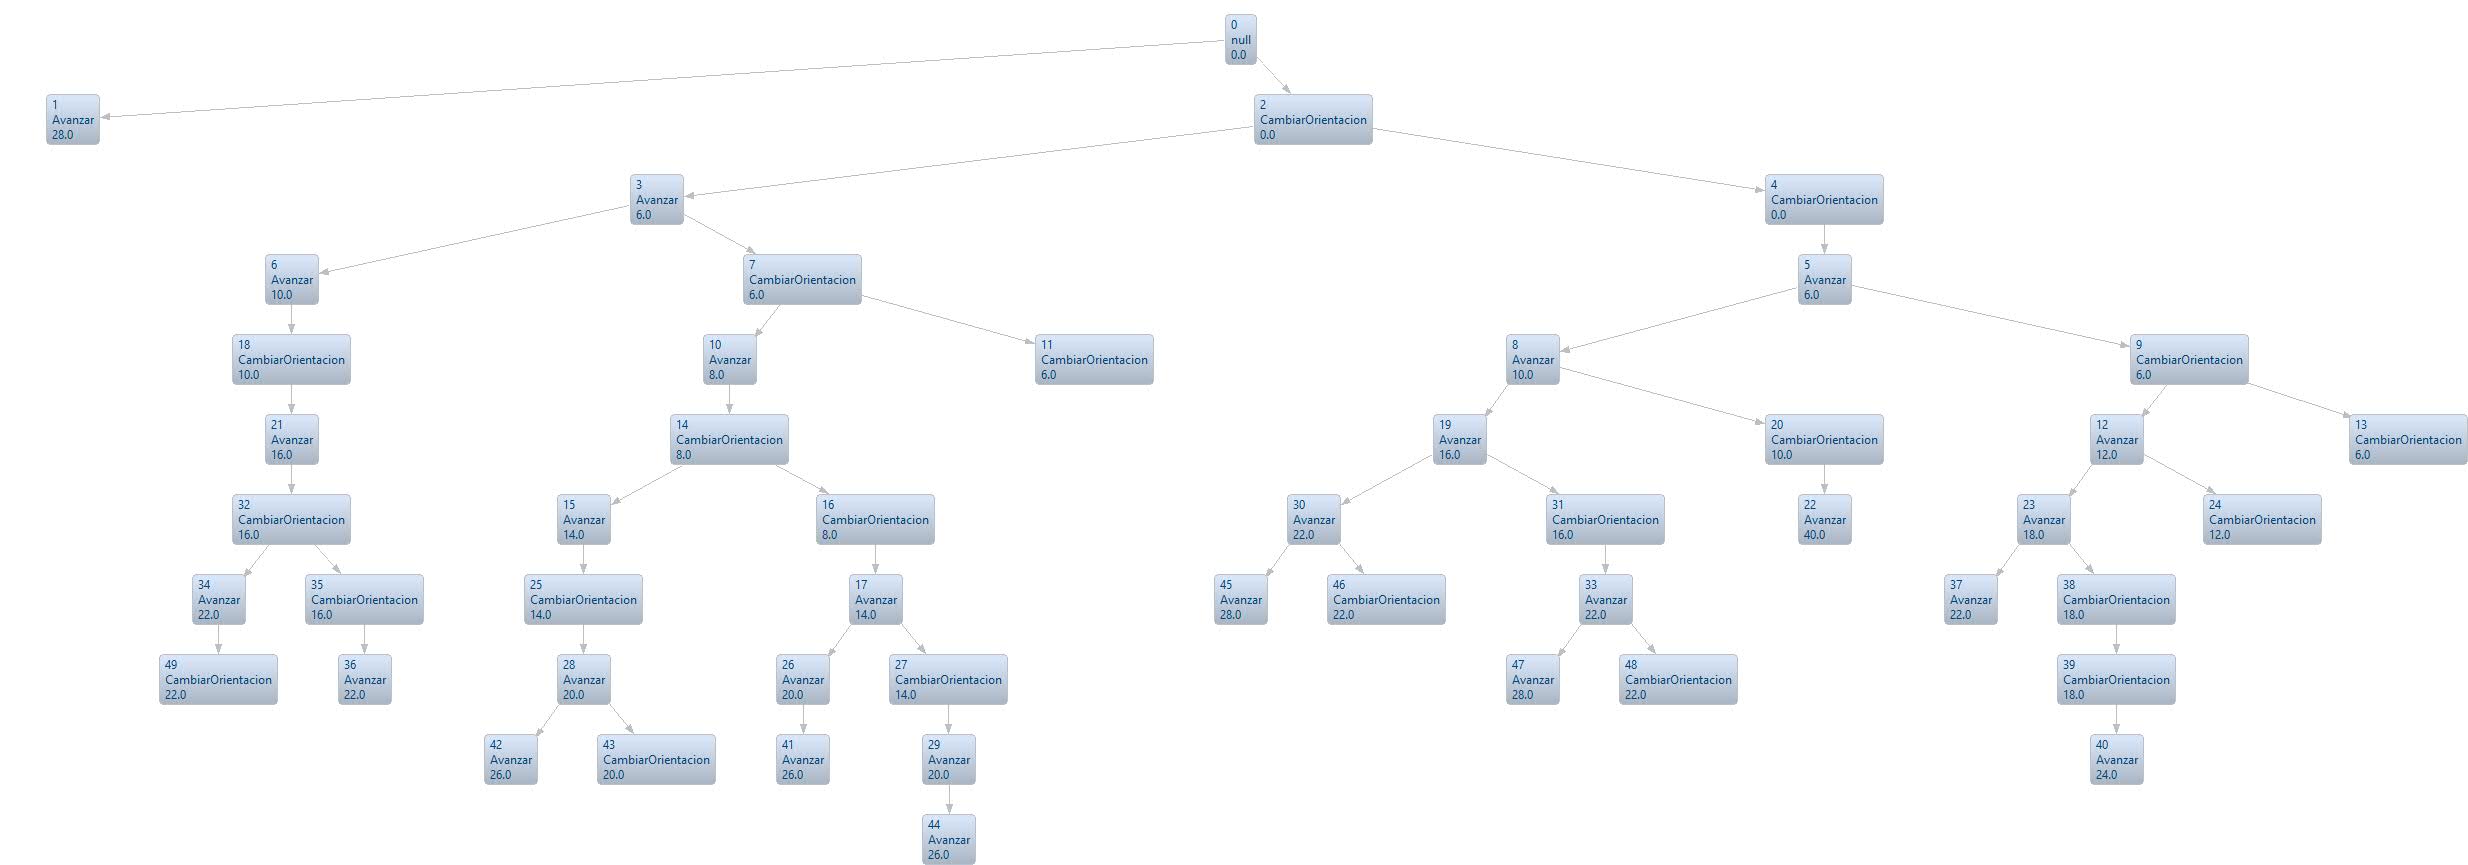 0
null
0.0
1
Avanzar
28.0
2
CambiarOrientacion
0.0
3
Avanzar
6.0
4
CambiarOrientacion
0.0
6
Avanzar
10.0
7
CambiarOrientacion
6.0
5
Avanzar
6.0
18
CambiarOrientacion
10.0
10
Avanzar
8.0
11
CambiarOrientacion
6.0
8
Avanzar
10.0
9
CambiarOrientacion
6.0
21
Avanzar
16.0
14
CambiarOrientacion
8.0
19
Avanzar
16.0
20
CambiarOrientacion
10.0
12
Avanzar
12.0
13
CambiarOrientacion
6.0
32
CambiarOrientacion
16.0
15
Avanzar
14.0
16
CambiarOrientacion
8.0
30
Avanzar
22.0
31
CambiarOrientacion
16.0
22
Avanzar
40.0
23
Avanzar
18.0
24
CambiarOrientacion
12.0
34
Avanzar
22.0
35
CambiarOrientacion
16.0
25
CambiarOrientacion
14.0
17
Avanzar
14.0
45
Avanzar
28.0
46
CambiarOrientacion
22.0
33
Avanzar
22.0
37
Avanzar
22.0
38
CambiarOrientacion
18.0
49
CambiarOrientacion
22.0
36
Avanzar
22.0
28
Avanzar
20.0
26
Avanzar
20.0
27
CambiarOrientacion
14.0
47
Avanzar
28.0
48
CambiarOrientacion
22.0
39
CambiarOrientacion
18.0
42
Avanzar
26.0
43
CambiarOrientacion
20.0
41
Avanzar
26.0
29
Avanzar
20.0
40
Avanzar
24.0
44
Avanzar
26.0